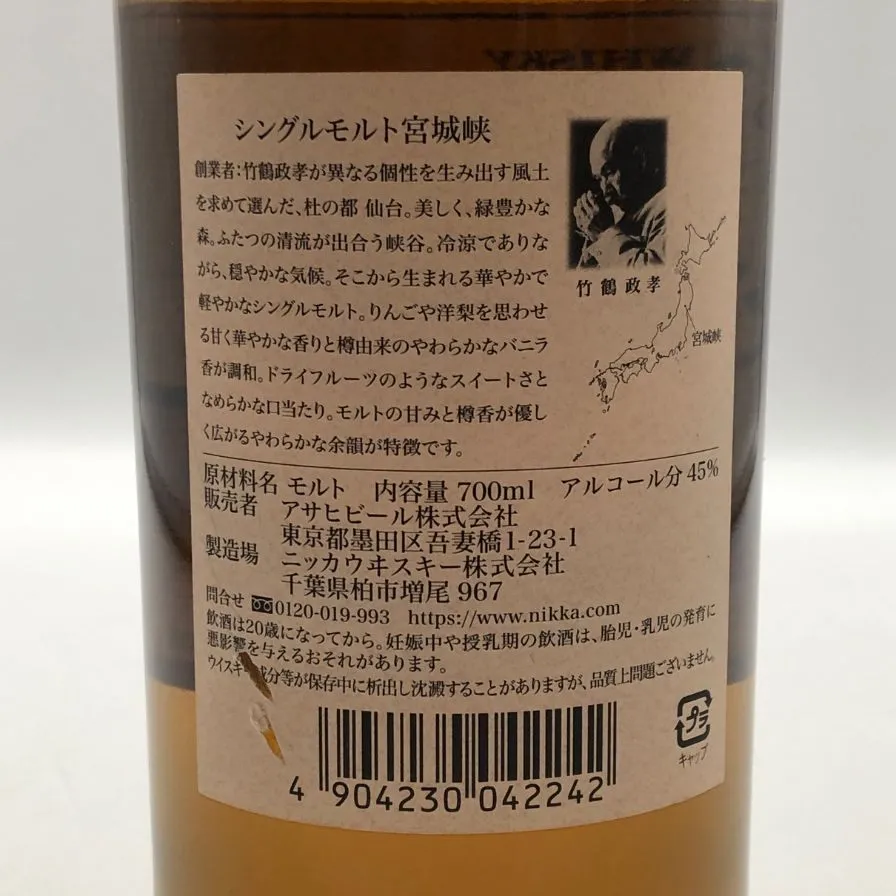 シングルモルト宮城峡
創業者:竹鶴政孝が異なる個性を生み出す風土
を求めて選んだ、杜の都 仙台。美しく、緑豊かな
森。ふたつの清流が出合う峡谷。冷涼でありな
がら、穏やかな気候。そこから生まれる華やかで
軽やかなシングルモルト。りんごや洋梨を思わせ
る甘く華やかな香りと樽由来のやわらかなバニラ
香が調和。ドライフルーツのようなスイートさと
なめらかな口当たり。モルトの甘みと樽香が優し
く広がるやわらかな余韻が特徴です。
竹鶴政孝
宮城峡
原材料名 モルト 内容量 700ml アルコール分 45%
販売者 アサヒビール株式会社
東京都墨田区吾妻橋1-23-1
製造場 ニッカウヰスキー株式会社
千葉県柏市増尾 967
問合せ 0120-019-993 https://www.nikka.com
飲酒は20歳になってから。妊娠中や授乳期の飲酒は、胎児・乳児の発育に
悪影響を与えるおそれがあります。
ウイスキー成分等が保存中に析出し沈澱することがありますが、品質上問題ございません。
4 904230 042242
プラ
キャップ
WHISKY